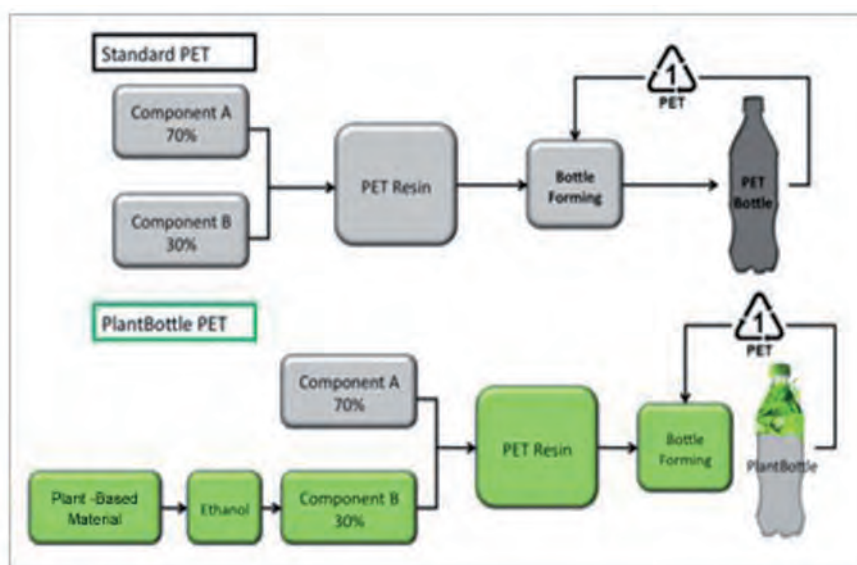 Standard PET
Component A
70%
Component B
30%
PET Resin
Bottle
Forming
1
PET
PET
Bottle
PlantBottle PET
Component A
70%
Plant -Based
Material
Ethanol
Component B
30%
PET Resin
Bottle
Forming
1
PET
PlantBottle